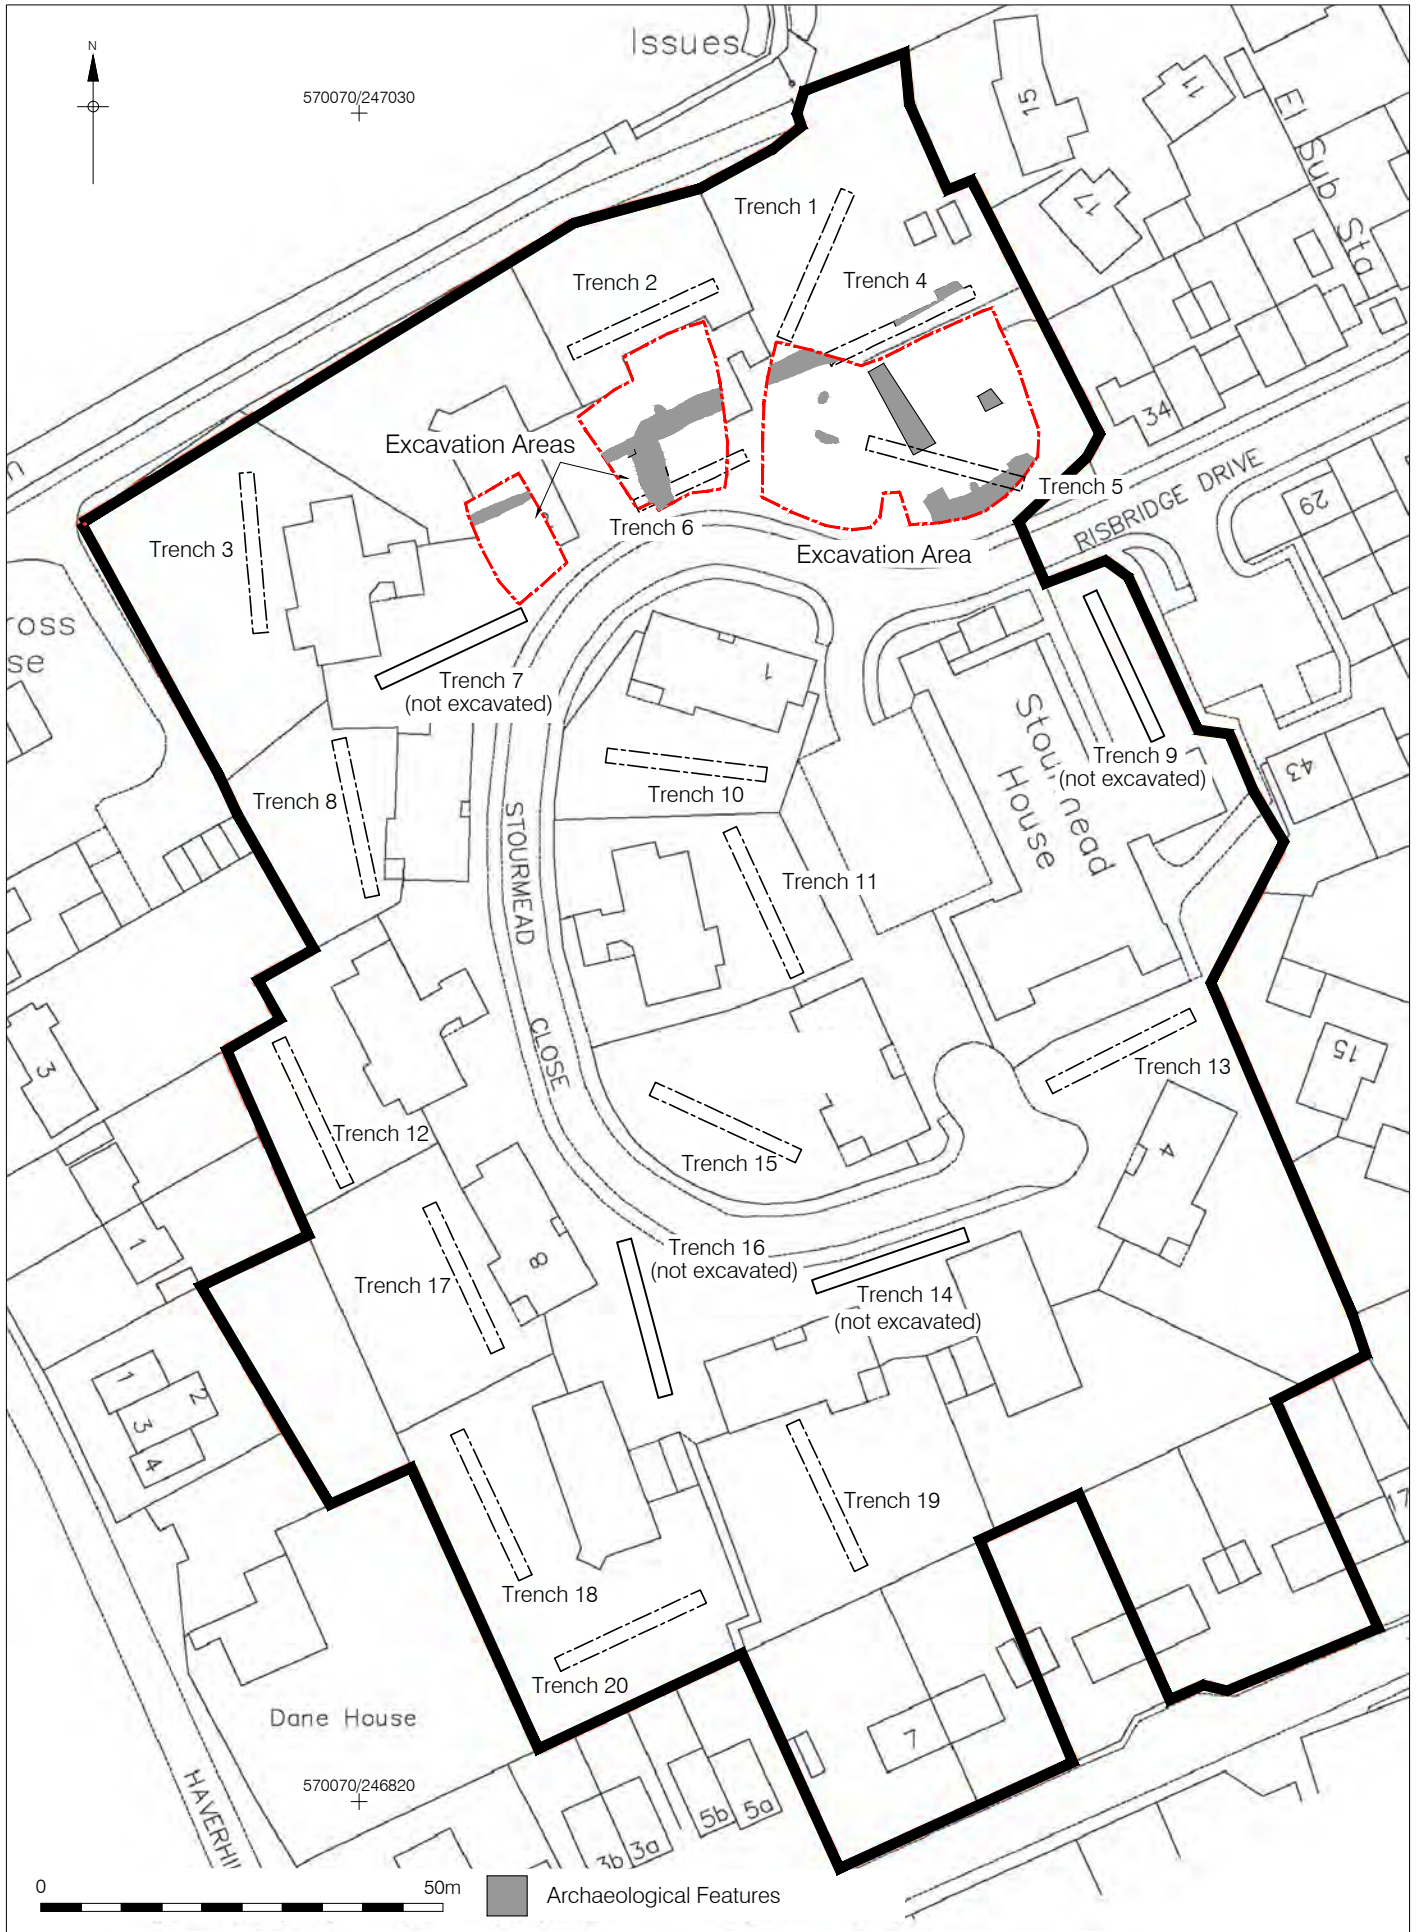 Issues
N
570070/247030
15
11
El Sub Sta
17
Trench 1
Trench 2
Trench 4
34
Excavation Areas
Trench 5
29
RISBRIDGE DRIVE
Trench 6
Excavation Area
Trench 3
ross
se
1
Trench 7
(not excavated)
Stourmead
House
Trench 9
(not excavated)
43
Trench 8
Trench 10
STOURMEAD
CLOSE
Trench 11
3
15
Trench 13
Trench 12
4
Trench 15
1
8
Trench 16
(not excavated)
Trench 17
Trench 14
(not excavated)
1
2
3
4
17
Trench 19
Trench 18
Trench 20
7
Dane House
570070/246820
5b
5a
3b
3a
0
50m
Archaeological Features